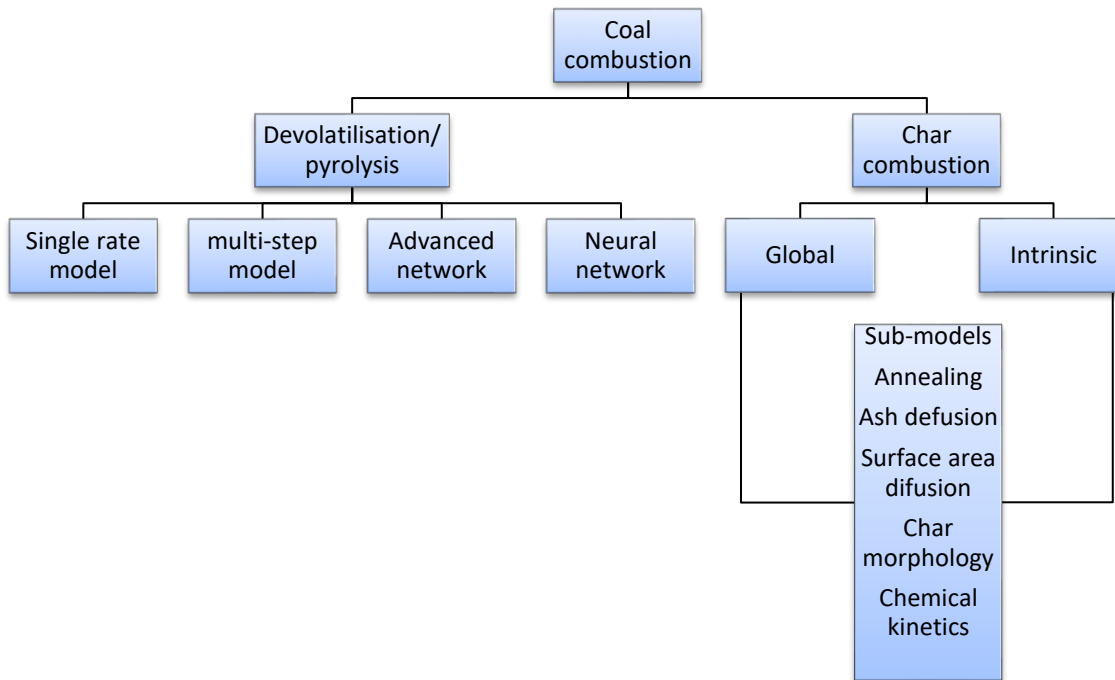 Coal
combustion
Devolatilisation/
pyrolysis
Char
combustion
Single rate
model
multi-step
model
Advanced
network
Neural
network
Global
Intrinsic
Sub-models
Annealing
Ash defusion
Surface area
difusion
Char
morphology
Chemical
kinetics